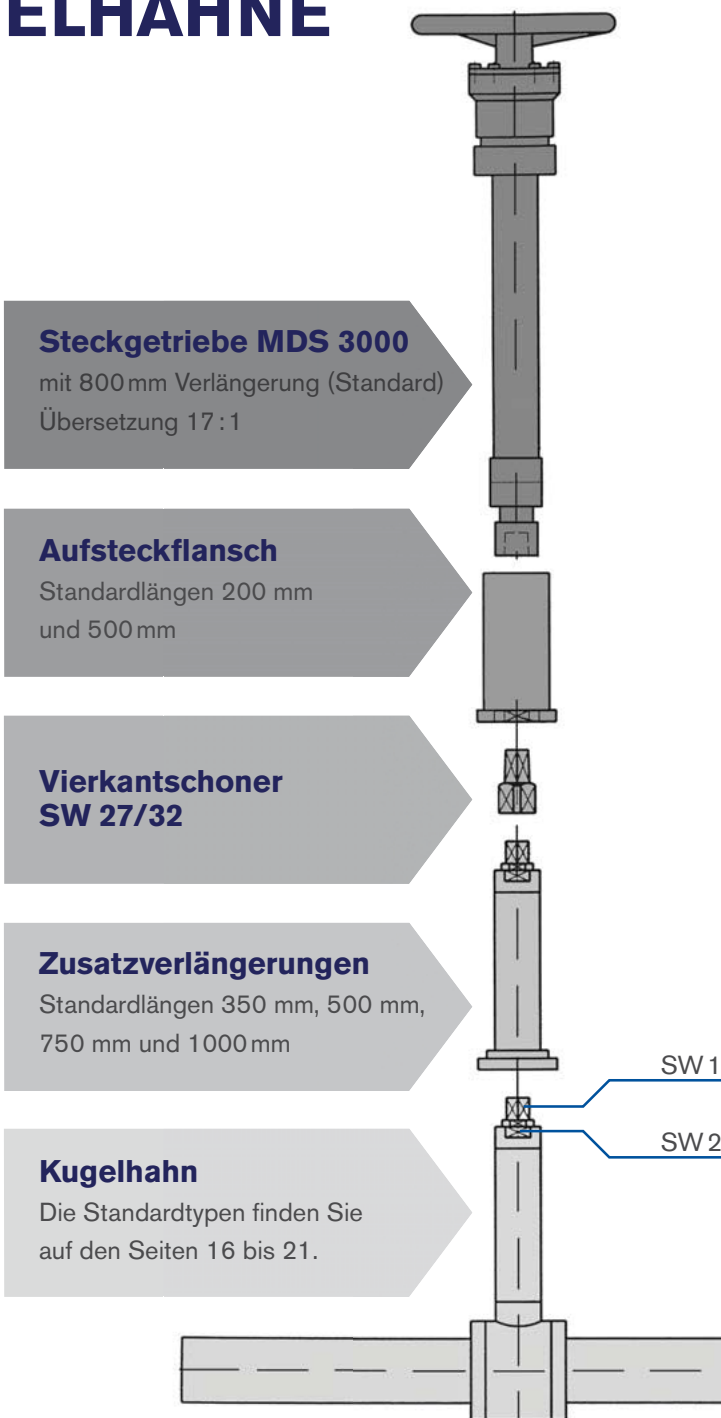 ELHÄHNE
Steckgetriebe MDS 3000
mit 800 mm Verlängerung (Standard)
Übersetzung 17 : 1
Aufsteckflansch
Standardlängen 200 mm
und 500 mm
Vierkantschoner
SW 27/32
Zusatzverlängerungen
Standardlängen 350 mm, 500 mm,
750 mm und 1000 mm
SW 1
SW 2
Kugelhahn
Die Standardtypen finden Sie
auf den Seiten 16 bis 21.